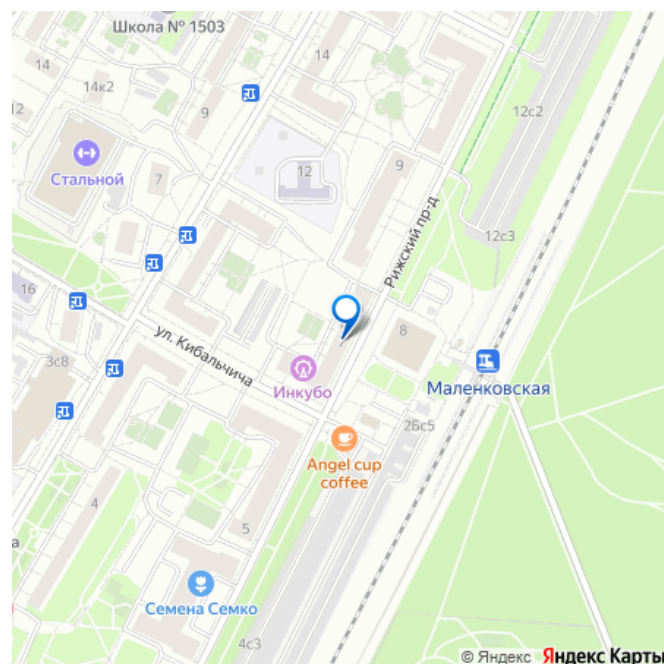 Школа № 1503
14
14
14к2
12
9
12с2
Стальной
7
12
9
12с3
Рижский пр-д
16
ул. Кибальчича
8
3с8
Инкубо
Маленковская
26с5
Angel cup
coffee
4
5
а
Семена Семко
4с3
© Яндекс Яндекс Карты